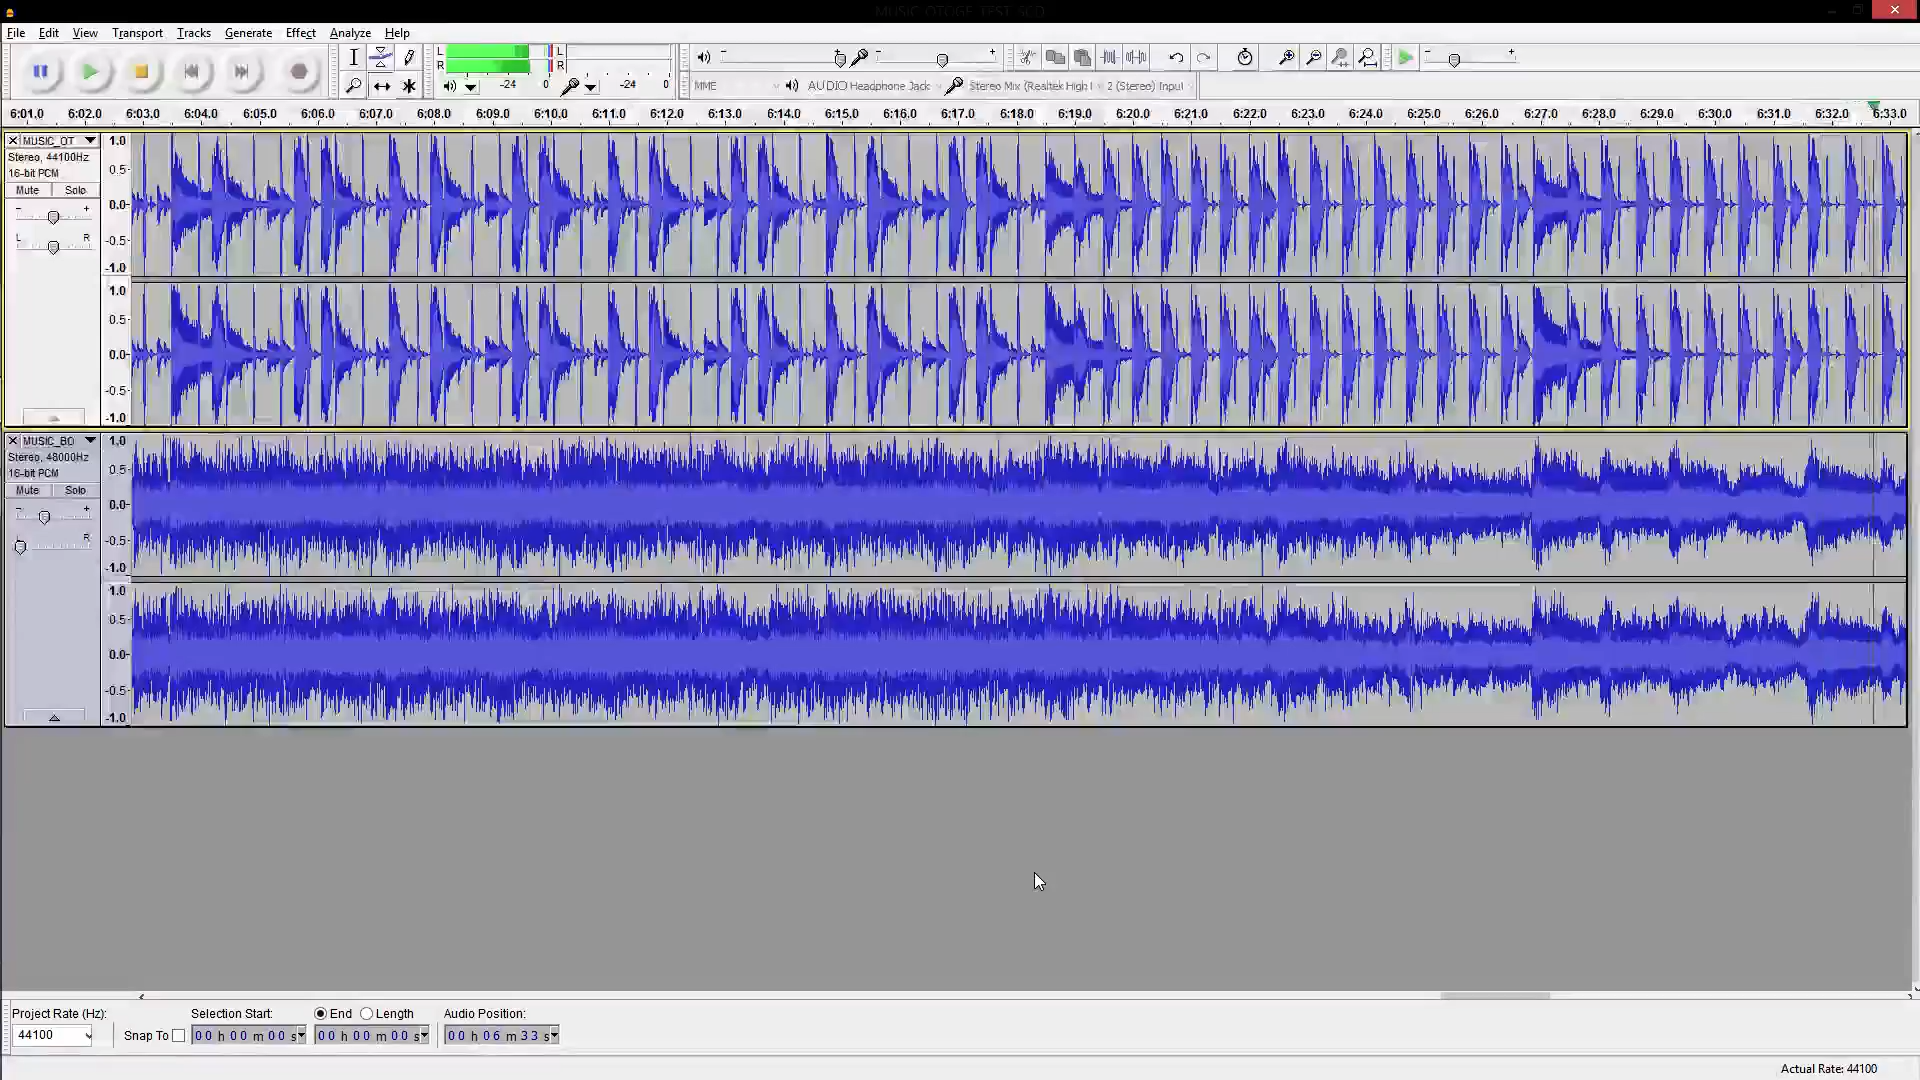 MUSIC_OTOGE_TEST_SCD
File Edit View Transport Tracks Generate Effect Analyze Help
L L
R R
-24 0 -24 0
MME AUDIO Headphone Jack Stereo Mix (Realtek High I 2 (Stereo) Input
6:01.0 6:02.0 6:03.0 6:04.0 6:05.0 6:06.0 6:07.0 6:08.0 6:09.0 6:10.0 6:11.0 6:12.0 6:13.0 6:14.0 6:15.0 6:16.0 6:17.0 6:18.0 6:19.0 6:20.0 6:21.0 6:22.0 6:23.0 6:24.0 6:25.0 6:26.0 6:27.0 6:28.0 6:29.0 6:30.0 6:31.0 6:32.0 6:33.0
MUSIC_OT
Stereo, 44100Hz
16-bit PCM
Mute Solo
- +
L R
1.0
0.5
0.0
-0.5
-1.0
1.0
0.5
0.0
-0.5
-1.0
MUSIC_BO
Stereo, 48000Hz
16-bit PCM
Mute Solo
- +
R
1.0
0.5
0.0
-0.5
-1.0
1.0
0.5
0.0
-0.5
-1.0
Project Rate (Hz): Selection Start: End Length Audio Position:
44100 Snap To 00 h 00 m 00 s 00 h 00 m 00 s 00 h 06 m 33 s
Actual Rate: 44100